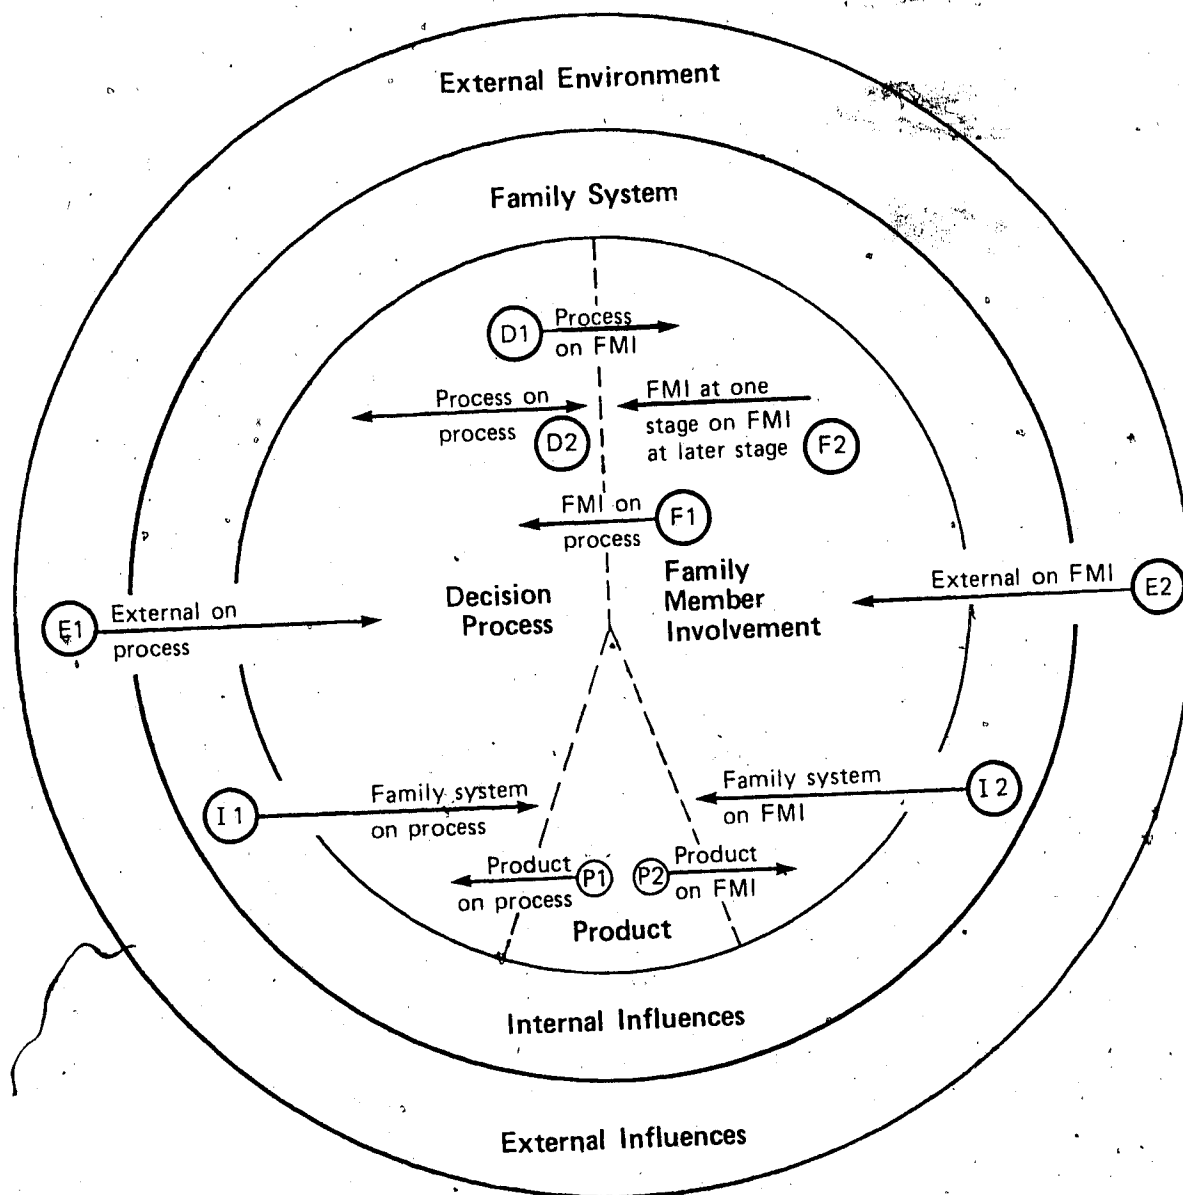 External Environment
Family System
D1
Process
on FMI
Process on
process
D2
FMI at one
stage on FMI
at later stage
F2
FMI on
process
F1
Decision
Process
Family
Member
Involvement
E1
External on
process
External on FMI
E2
I1
Family system
on process
Family system
on FMI
I2
Product
on process
P1
P2
Product
on FMI
Product
Internal Influences
External Influences